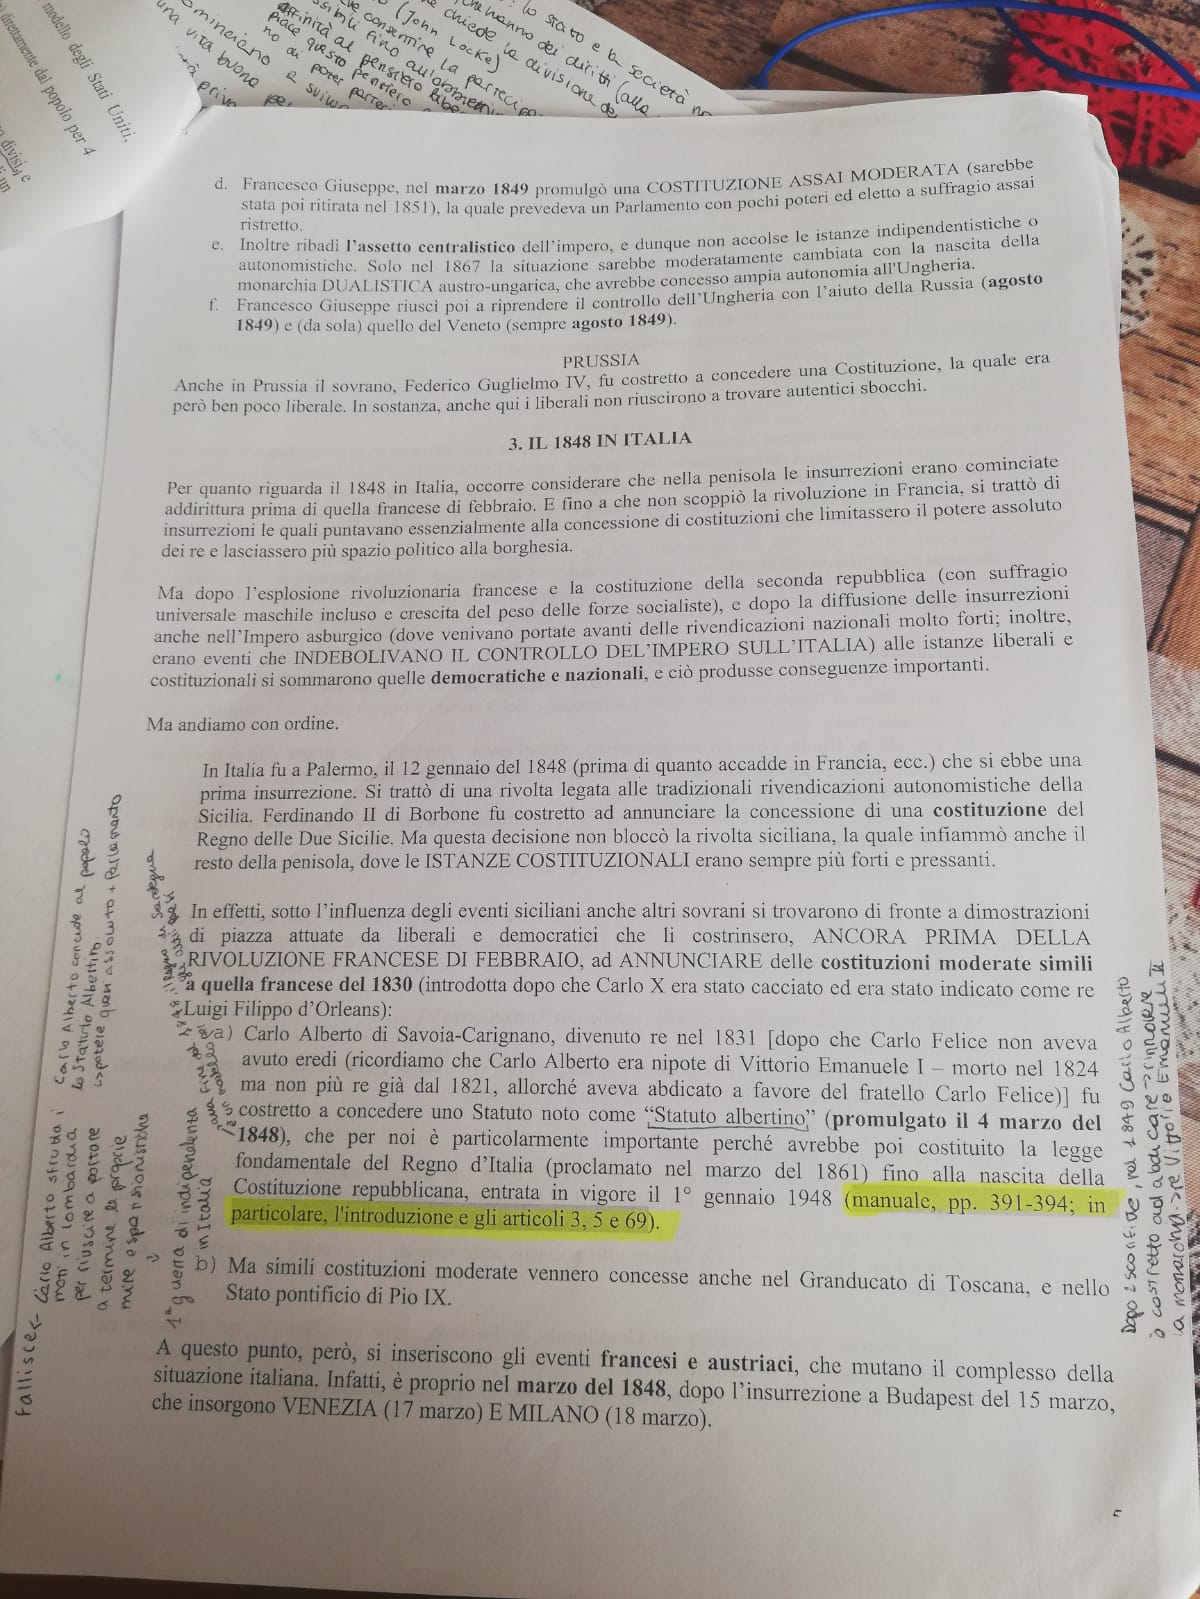 modello degli Stati Uniti.
direttamente dal popolo per 4
divisi, e
lo stato e la società no
che hanno dei diritti (alla
chiede la divisione de
(John Locke)
consentire la partecipa
affinità al pensiero libe
piace questo pensiero
no di poter parte
cominciano a svilu
vita buona per
d. Francesco Giuseppe, nel marzo 1849 promulgò una COSTITUZIONE ASSAI MODERATA (sarebbe
stata poi ritirata nel 1851), la quale prevedeva un Parlamento con pochi poteri ed eletto a suffragio assai
ristretto.
e. Inoltre ribadì l’assetto centralistico dell’impero, e dunque non accolse le istanze indipendentistiche o
autonomistiche. Solo nel 1867 la situazione sarebbe moderatamente cambiata con la nascita della
monarchia DUALISTICA austro-ungarica, che avrebbe concesso ampia autonomia all'Ungheria.
f. Francesco Giuseppe riuscì poi a riprendere il controllo dell’Ungheria con l’aiuto della Russia (agosto
1849) e (da sola) quello del Veneto (sempre agosto 1849).
PRUSSIA
Anche in Prussia il sovrano, Federico Guglielmo IV, fu costretto a concedere una Costituzione, la quale era
però ben poco liberale. In sostanza, anche qui i liberali non riuscirono a trovare autentici sbocchi.
3. IL 1848 IN ITALIA
Per quanto riguarda il 1848 in Italia, occorre considerare che nella penisola le insurrezioni erano cominciate
addirittura prima di quella francese di febbraio. E fino a che non scoppiò la rivoluzione in Francia, si trattò di
insurrezioni le quali puntavano essenzialmente alla concessione di costituzioni che limitassero il potere assoluto
dei re e lasciassero più spazio politico alla borghesia.
Ma dopo l’esplosione rivoluzionaria francese e la costituzione della seconda repubblica (con suffragio
universale maschile incluso e crescita del peso delle forze socialiste), e dopo la diffusione delle insurrezioni
anche nell’Impero asburgico (dove venivano portate avanti delle rivendicazioni nazionali molto forti; inoltre,
erano eventi che INDEBOLIVANO IL CONTROLLO DEL’IMPERO SULL’ITALIA) alle istanze liberali e
costituzionali si sommarono quelle democratiche e nazionali, e ciò produsse conseguenze importanti.
Ma andiamo con ordine.
In Italia fu a Palermo, il 12 gennaio del 1848 (prima di quanto accadde in Francia, ecc.) che si ebbe una
prima insurrezione. Si trattò di una rivolta legata alle tradizionali rivendicazioni autonomistiche della
Sicilia. Ferdinando II di Borbone fu costretto ad annunciare la concessione di una costituzione del
Regno delle Due Sicilie. Ma questa decisione non bloccò la rivolta siciliana, la quale infiammò anche il
resto della penisola, dove le ISTANZE COSTITUZIONALI erano sempre più forti e pressanti.
In effetti, sotto l’influenza degli eventi siciliani anche altri sovrani si trovarono di fronte a dimostrazioni
di piazza attuate da liberali e democratici che li costrinsero, ANCORA PRIMA DELLA
RIVOLUZIONE FRANCESE DI FEBBRAIO, ad ANNUNCIARE delle costituzioni moderate simili
a quella francese del 1830 (introdotta dopo che Carlo X era stato cacciato ed era stato indicato come re
Luigi Filippo d’Orleans):
a) Carlo Alberto di Savoia-Carignano, divenuto re nel 1831 [dopo che Carlo Felice non aveva
avuto eredi (ricordiamo che Carlo Alberto era nipote di Vittorio Emanuele I – morto nel 1824
ma non più re già dal 1821, allorché aveva abdicato a favore del fratello Carlo Felice)] fu
costretto a concedere uno Statuto noto come “Statuto albertino” (promulgato il 4 marzo del
1848), che per noi è particolarmente importante perché avrebbe poi costituito la legge
fondamentale del Regno d’Italia (proclamato nel marzo del 1861) fino alla nascita della
Costituzione repubblicana, entrata in vigore il 1° gennaio 1948 (manuale, pp. 391-394; in
particolare, l'introduzione e gli articoli 3, 5 e 69).
b) Ma simili costituzioni moderate vennero concesse anche nel Granducato di Toscana, e nello
Stato pontificio di Pio IX.
A questo punto, però, si inseriscono gli eventi francesi e austriaci, che mutano il complesso della
situazione italiana. Infatti, è proprio nel marzo del 1848, dopo l’insurrezione a Budapest del 15 marzo,
che insorgono VENEZIA (17 marzo) E MILANO (18 marzo).
Carlo Alberto concede al popolo
lo Statuto Albertino
potere quasi assoluto + Parlamento
Fallisce ← Carlo Alberto sfrutta i
moti in Lombardia
per riuscire a portare
a termine le proprie
mire espansionistiche
1ª guerra di indipendenza
in Italia
Dopo 2 sconfitte, nel 1849 Carlo Alberto
è costretto ad abdicare → rinnovare
la monarchia → re Vittorio Emanuele II